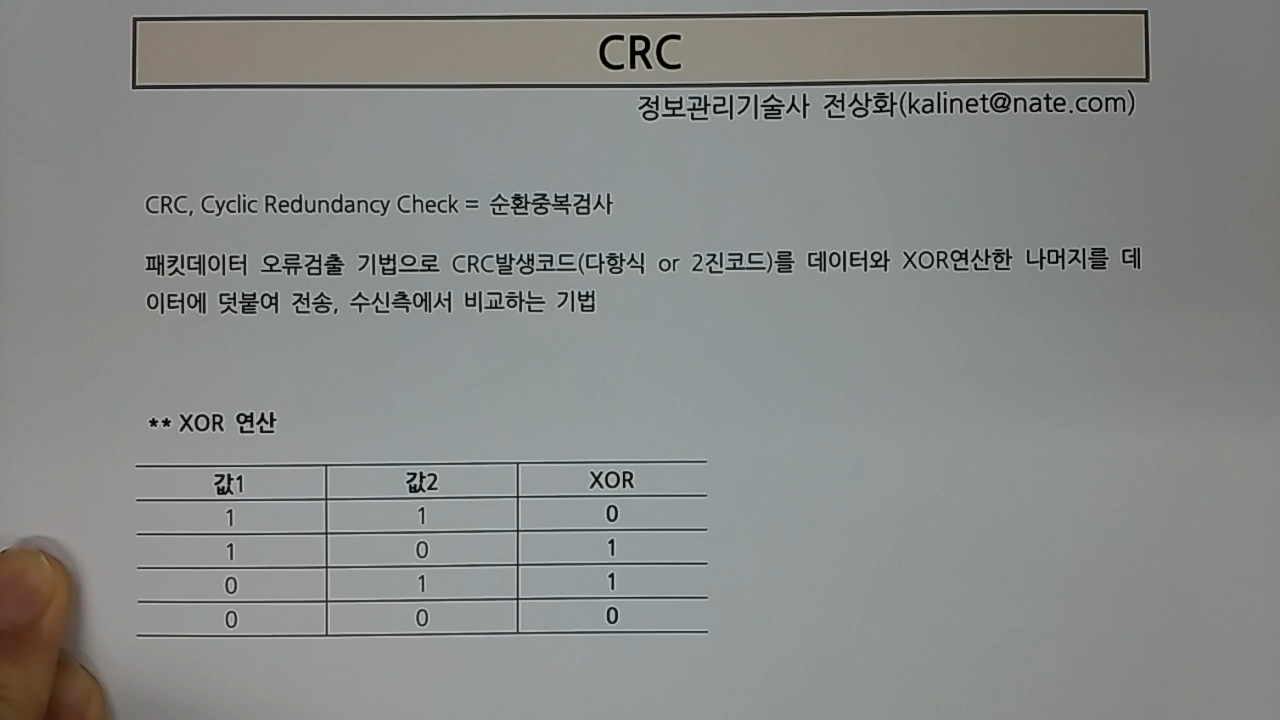 CRC
정보관리기술사 전상화(kalinet@nate.com)
CRC, Cyclic Redundancy Check = 순환중복검사
패킷데이터 오류검출 기법으로 CRC발생코드(다항식 or 2진코드)를 데이터와 XOR연산한 나머지를 데
이터에 덧붙여 전송, 수신측에서 비교하는 기법
** XOR 연산
값1 값2 XOR
1 1 0
1 0 1
0 1 1
0 0 0